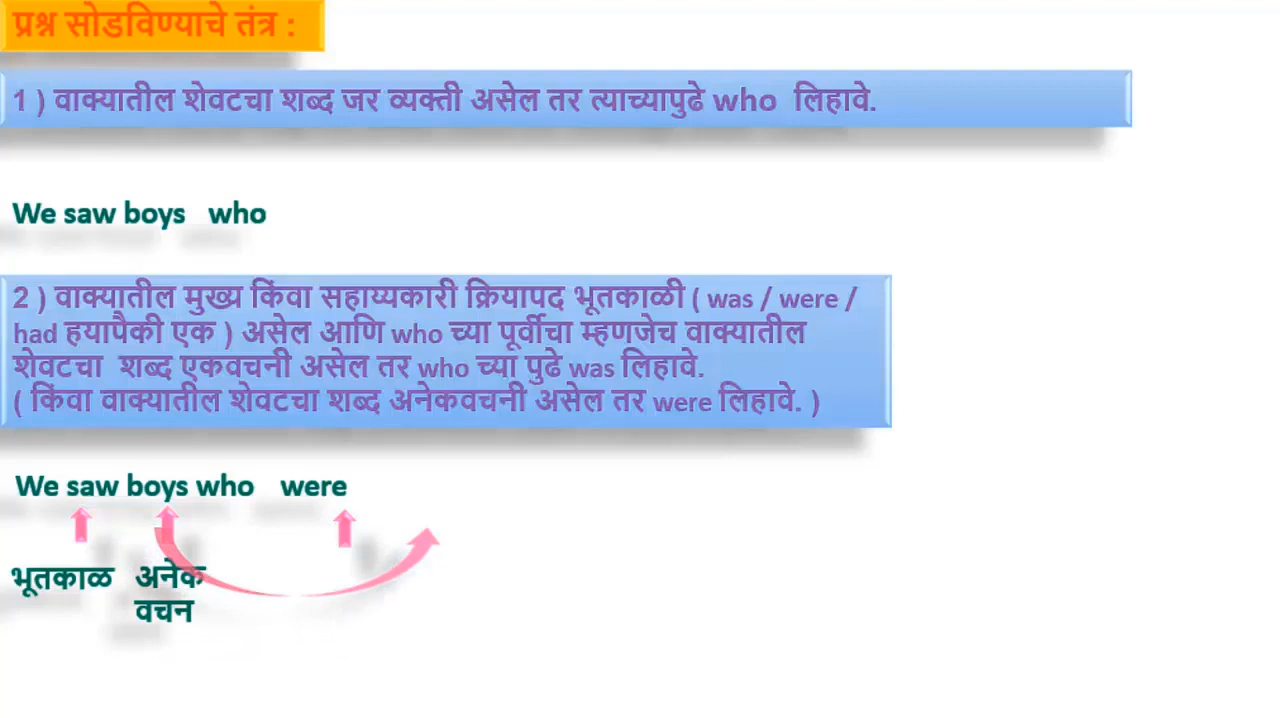 प्रश्न सोडविण्याचे तंत्र :
1 ) वाक्यातील शेवटचा शब्द जर व्यक्ती असेल तर त्याच्यापुढे who लिहावे.
We saw boys who
2 ) वाक्यातील मुख्य किंवा सहाय्यकारी क्रियापद भूतकाळी ( was / were /
had हयापैकी एक ) असेल आणि who च्या पूर्वीचा म्हणजेच वाक्यातील
शेवटचा शब्द एकवचनी असेल तर who च्या पुढे was लिहावे.
( किंवा वाक्यातील शेवटचा शब्द अनेकवचनी असेल तर were लिहावे. )
We saw boys who were
भूतकाळ अनेक
वचन